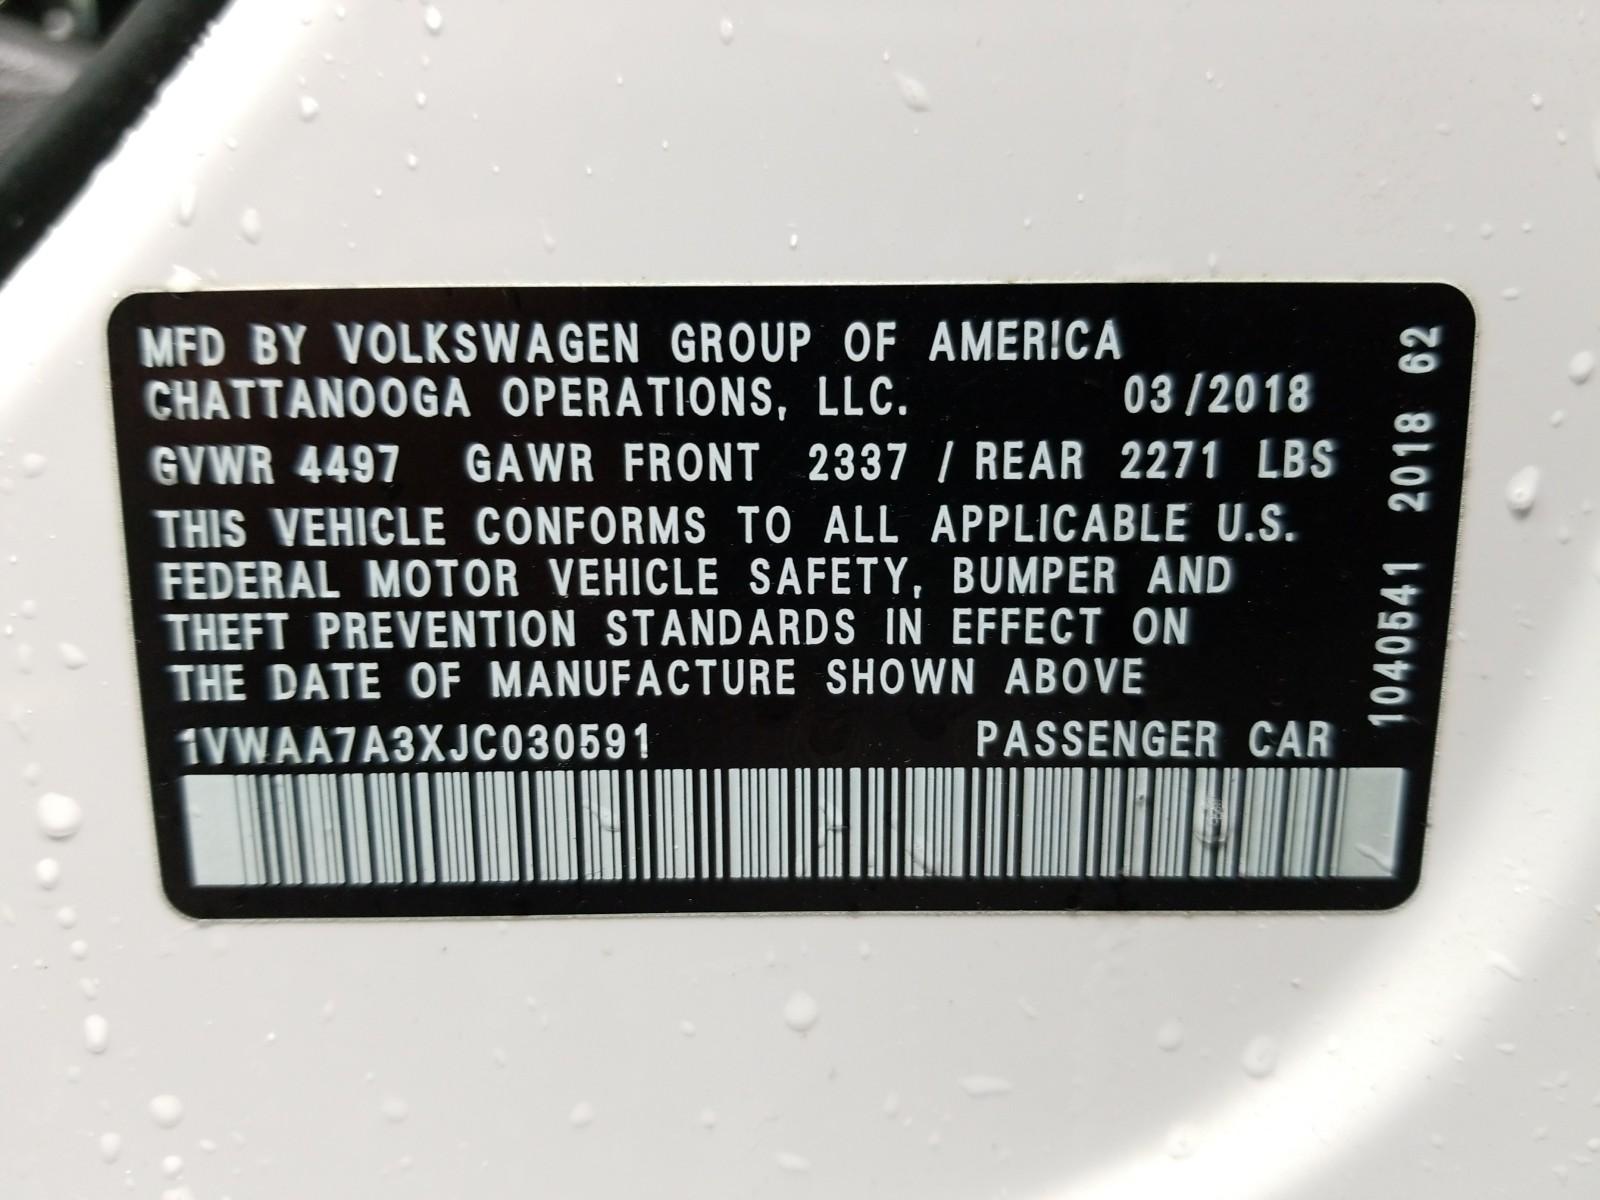 MFD BY VOLKSWAGEN GROUP OF AMERICA
CHATTANOOGA OPERATIONS, LLC. 03/2018
GVWR 4497 GAWR FRONT 2337 / REAR 2271 LBS
THIS VEHICLE CONFORMS TO ALL APPLICABLE U.S.
FEDERAL MOTOR VEHICLE SAFETY, BUMPER AND
THEFT PREVENTION STANDARDS IN EFFECT ON
THE DATE OF MANUFACTURE SHOWN ABOVE
1VWAA7A3XJC030591 PASSENGER CAR
1040541 2018 62